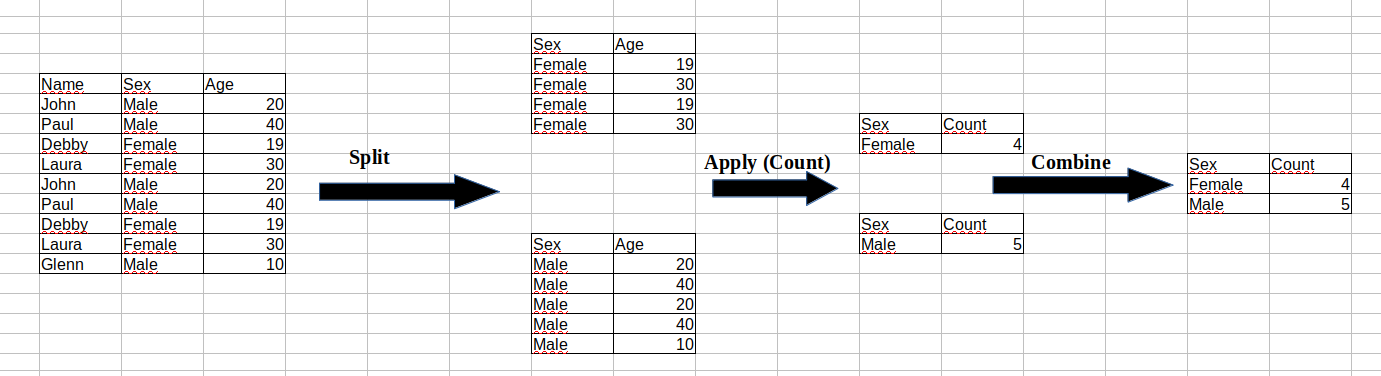 Name Sex Age
John Male 20
Paul Male 40
Debby Female 19
Laura Female 30
John Male 20
Paul Male 40
Debby Female 19
Laura Female 30
Glenn Male 10
Split
Sex Age
Female 19
Female 30
Female 19
Female 30
Sex Age
Male 20
Male 40
Male 20
Male 40
Male 10
Apply (Count)
Sex Count
Female 4
Sex Count
Male 5
Combine
Sex Count
Female 4
Male 5